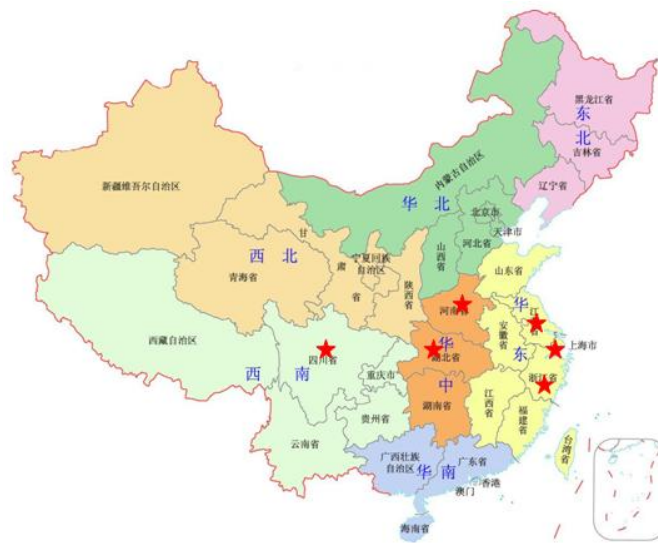 黑龙江省
东
北
吉林省
辽宁省
内蒙古自治区
华 北
北京市
天津市
河北省
山西省
新疆维吾尔自治区
西 北
甘
肃
省
宁夏回族
自治区
青海省
陕西省
山东省
河南省
华
东
安徽省
上海市
浙江省
西藏自治区
西 南
四川省
重庆市
湖北省
华
中
湖南省
江西省
福建省
台湾省
贵州省
云南省
广西壮族
自治区
华 南
广东省
香港
澳门
海南省